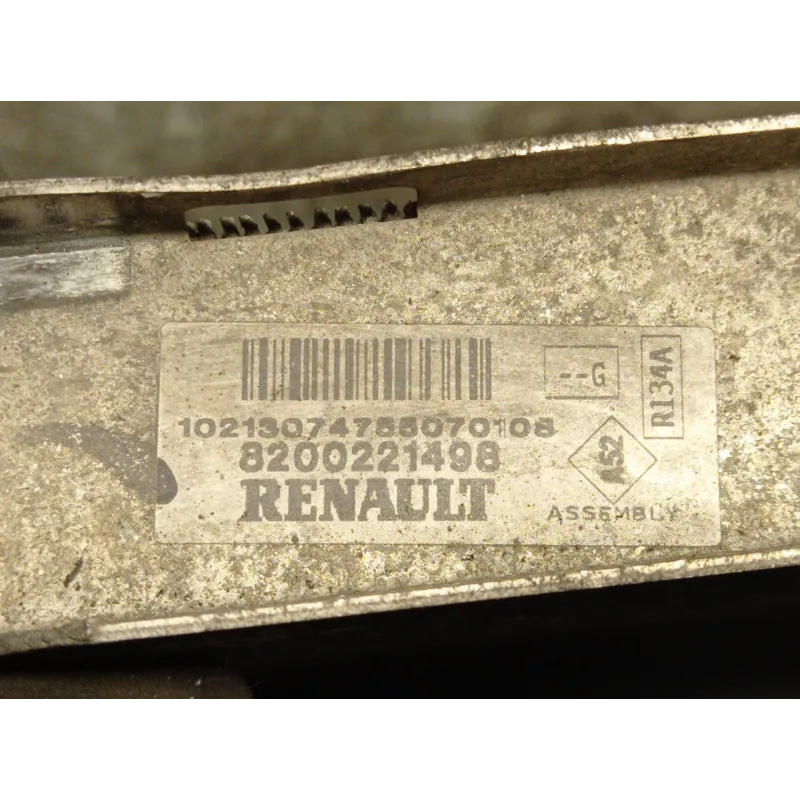 --G
R134A
10213074755070108
8200221498
A52
RENAULT
ASSEMBLY